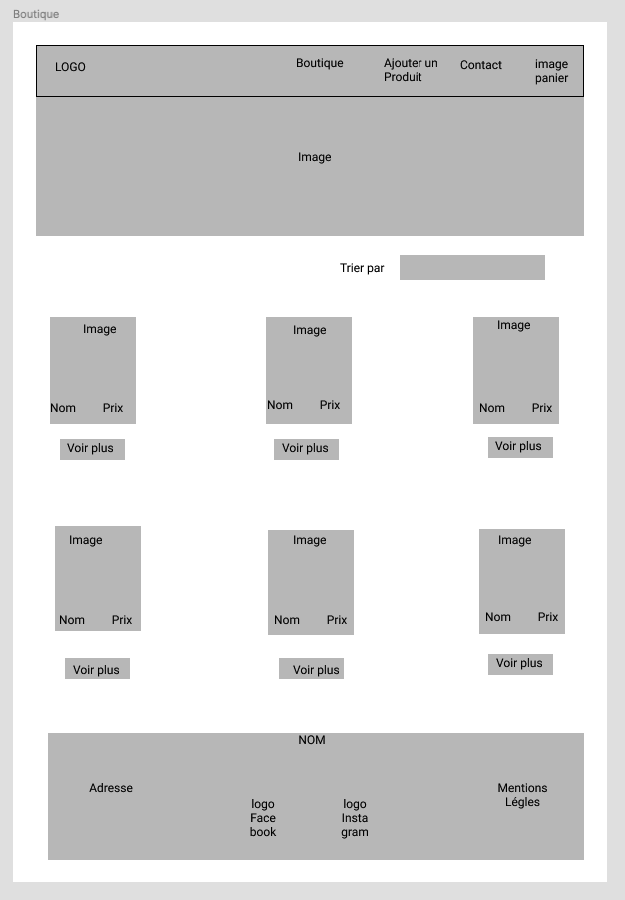 Boutique
LOGO
Boutique
Ajouter un
Produit
Contact
image
panier
Image
Trier par
Image
Image
Image
Nom
Prix
Nom
Prix
Nom
Prix
Voir plus
Voir plus
Voir plus
Image
Image
Image
Nom
Prix
Nom
Prix
Nom
Prix
Voir plus
Voir plus
Voir plus
NOM
Adresse
logo
Face
book
logo
Insta
gram
Mentions
Légles